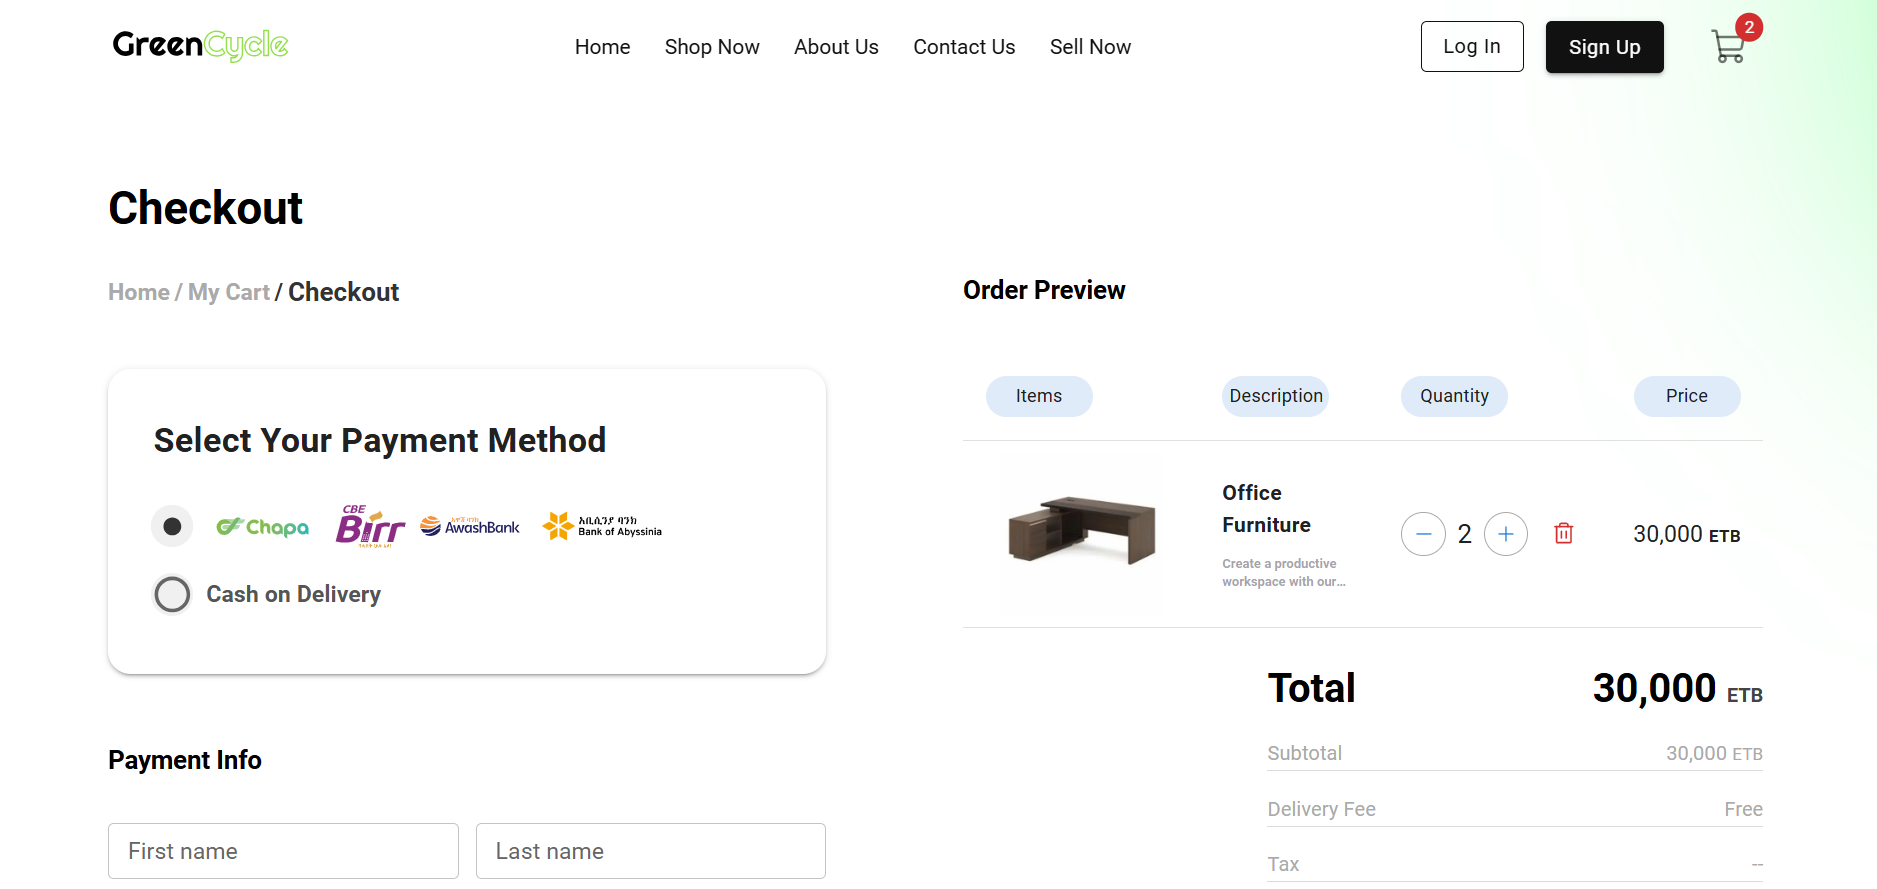 GreenCycle
Home
Shop Now
About Us
Contact Us
Sell Now
Log In
Sign Up
2
Checkout
Home / My Cart / Checkout
Select Your Payment Method
Chapa
CBE
Birr
AwashBank
አቢሲንያ ባንክ
Bank of Abyssinia
Cash on Delivery
Payment Info
First name
Last name
Order Preview
Items
Description
Quantity
Price
Office
Furniture
Create a productive
workspace with our...
2
30,000 ETB
Total
30,000 ETB
Subtotal
30,000 ETB
Delivery Fee
Free
Tax
--